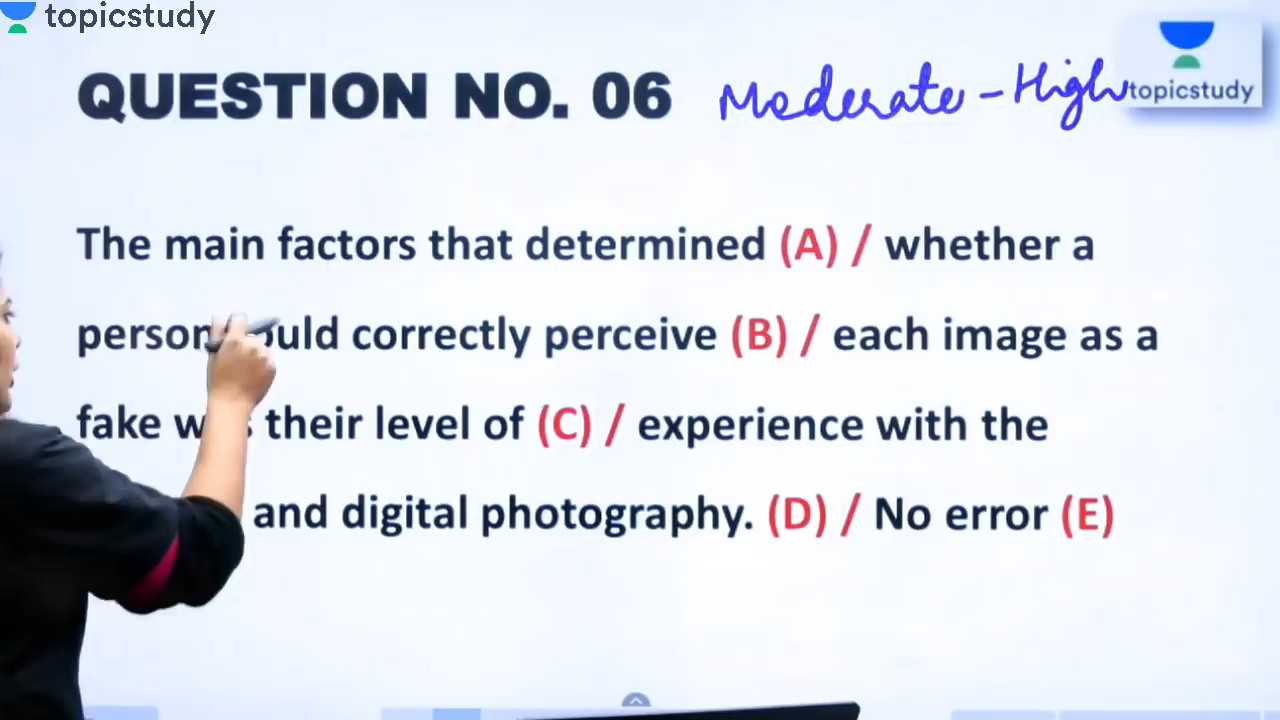 topicstudy
QUESTION NO. 06 Moderate - High
topicstudy
The main factors that determined (A) / whether a
person correctly perceive (B) / each image as a
fake their level of (C) / experience with the
and digital photography. (D) / No error (E)